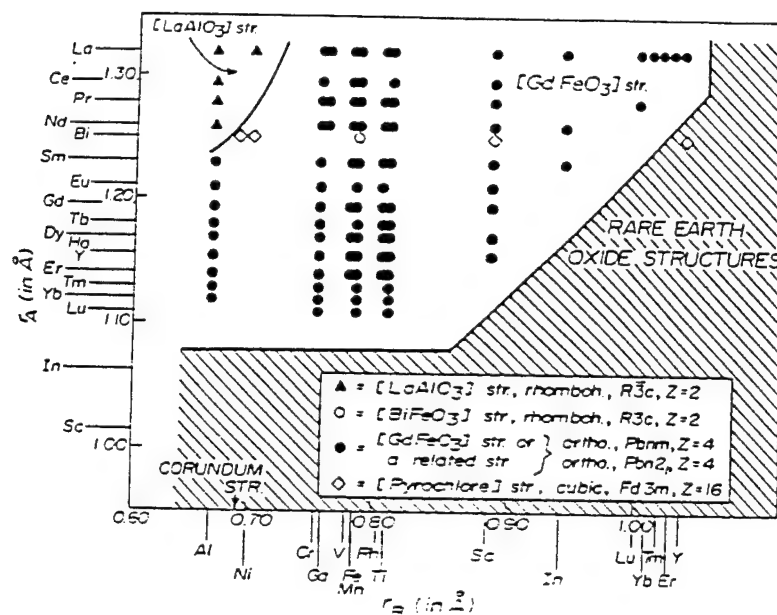 [LaAlO3] str.
La
Ce
1.30
Pr
Nd
Bi
Sm
Eu
1.20
Gd
Tb
Dy
Ho
Y
Er
Tm
Yb
Lu
1.10
In
Sc
1.00
rA (in Å)
[Gd FeO3] str.
RARE EARTH
OXIDE STRUCTURES
▲ = [LaAlO3] str., rhomboh., R3̅c, Z=2
○ = [BiFeO3] str, rhomboh., R3c, Z=2
● = [GdFeO3] str. or } ortho., Pbnm, Z=4
a related str } ortho., Pbn21, Z=4
◇ = [Pyrochlore] str, cubic, Fd3m, Z=16
CORUNDUM
STR.
0.60 0.70 0.80 0.90 1.00
Al Cr V Rh Sc Lu Tm Y
Ni Ga Fe Ti In Yb Er
Mn
rB (in Å)